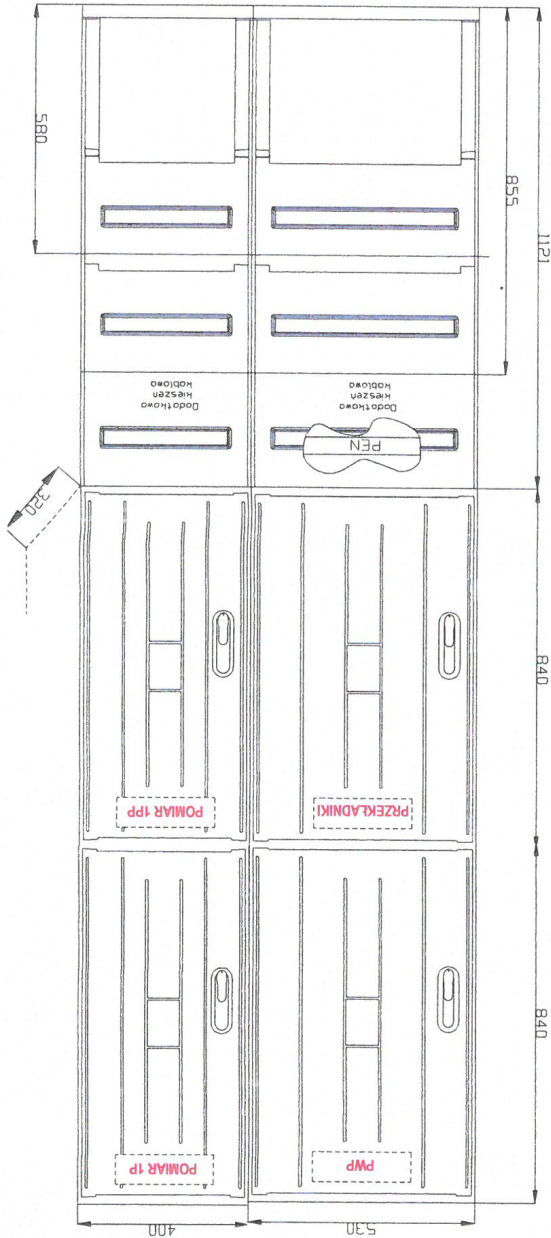 530
400
PWP
POMIAR 1P
840
PRZEKŁADNIKI
POMIAR 1PP
840
320
PEN
Dodatkowa
kieszeń
kablowa
Dodatkowa
kieszeń
kablowa
1121
855
580